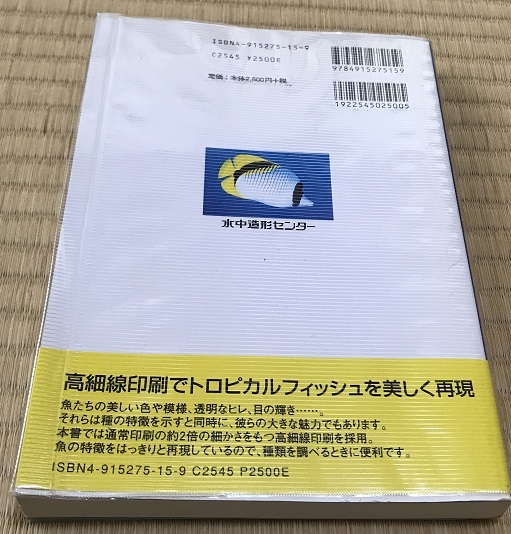 ISBN4-915275-15-9
C2545 ¥2500E
定価：本体2,500円+税
9784915275159
1922545025005
水中造形センター
高細線印刷でトロピカルフィッシュを美しく再現
魚たちの美しい色や模様、透明なヒレ、目の輝き……。
それらは種の特徴を示すと同時に、彼らの大きな魅力でもあります。
本書では通常印刷の約2倍の細かさをもつ高細線印刷を採用。
魚の特徴をはっきりと再現しているので、種類を調べるときに便利です。
ISBN4-915275-15-9 C2545 P2500E